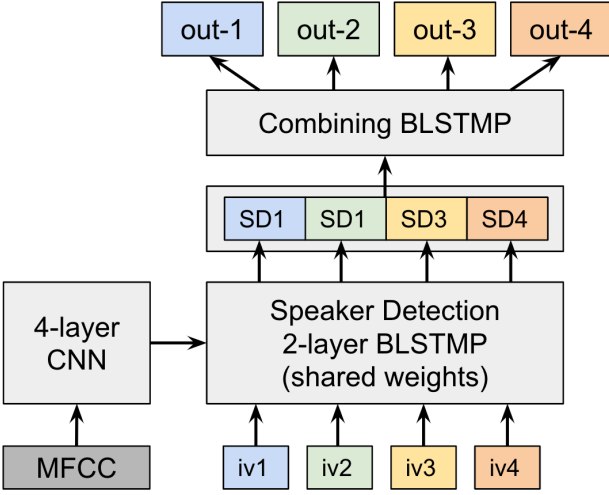 out-1 out-2 out-3 out-4
Combining BLSTMP
SD1 SD1 SD3 SD4
4-layer
CNN
Speaker Detection
2-layer BLSTMP
(shared weights)
MFCC
iv1 iv2 iv3 iv4